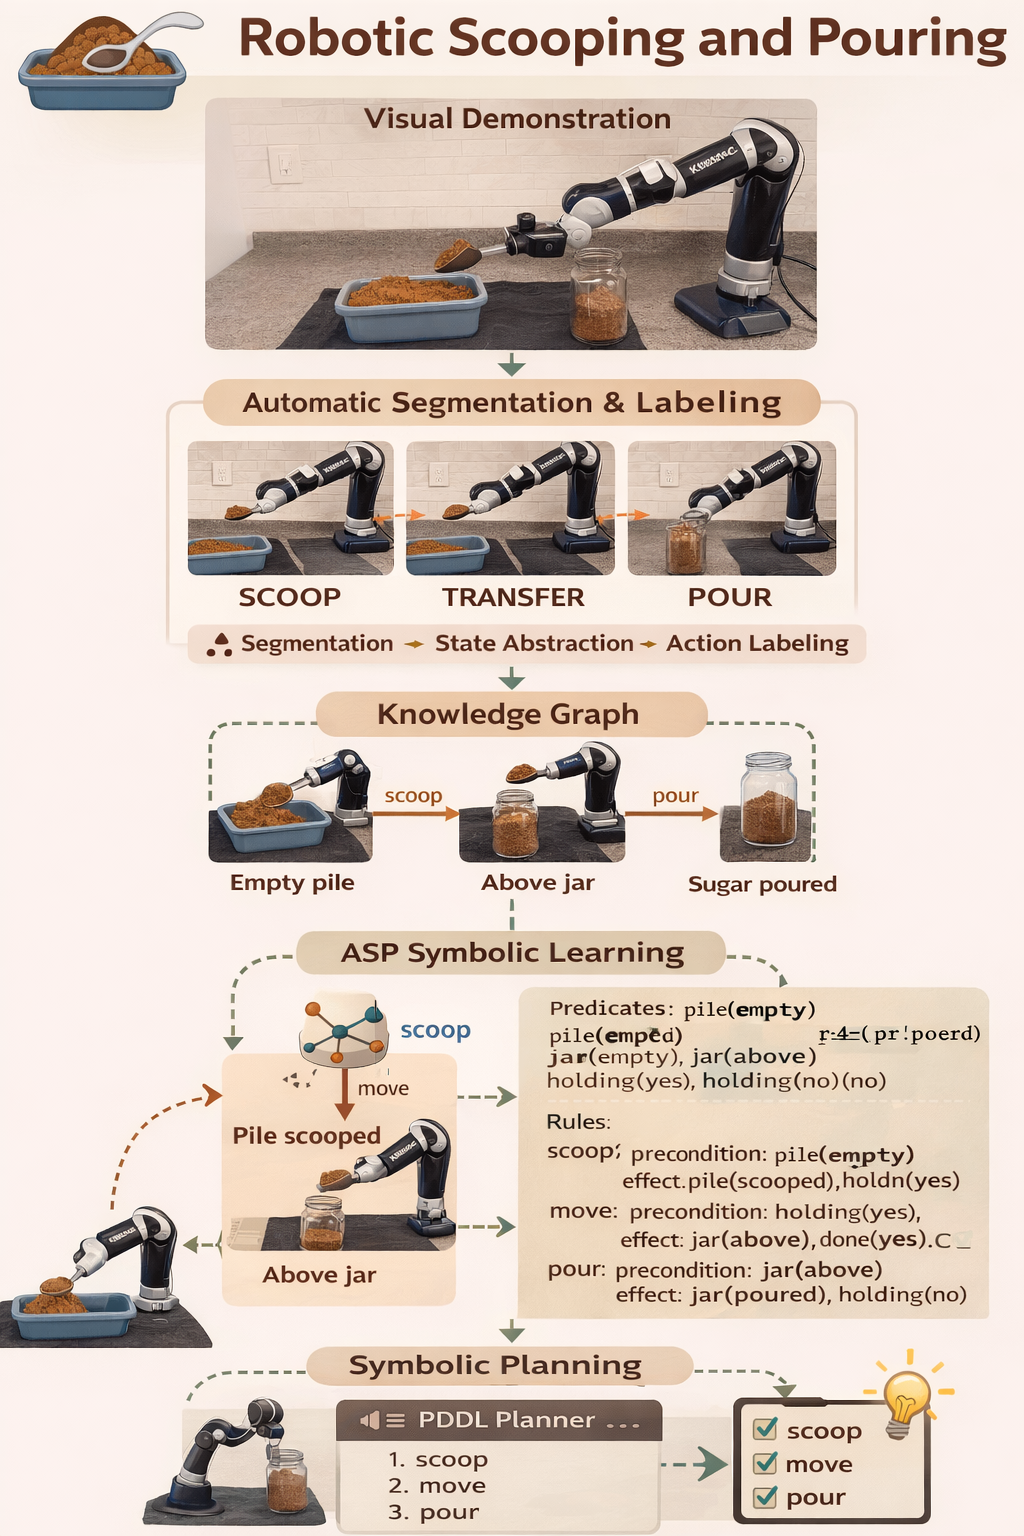 Robotic Scooping and Pouring
Visual Demonstration
Automatic Segmentation & Labeling
SCOOP
TRANSFER
POUR
Segmentation
State Abstraction
Action Labeling
Knowledge Graph
scoop
pour
Empty pile
Above jar
Sugar poured
ASP Symbolic Learning
scoop
move
Pile scooped
Above jar
Predicates: pile(empty)
jar(empty), jar(above)
holding(yes), holding(no)(no)
Rules:
scoop: precondition: pile(empty)
effect.pile(scooped),holdn(yes)
move: precondition: holding(yes),
effect: jar(above),done(yes).C _
pour: precondition: jar(above)
effect: jar(poured), holding(no)
Symbolic Planning
PDDL Planner ...
1. scoop
2. move
3. pour
scoop
move
pour